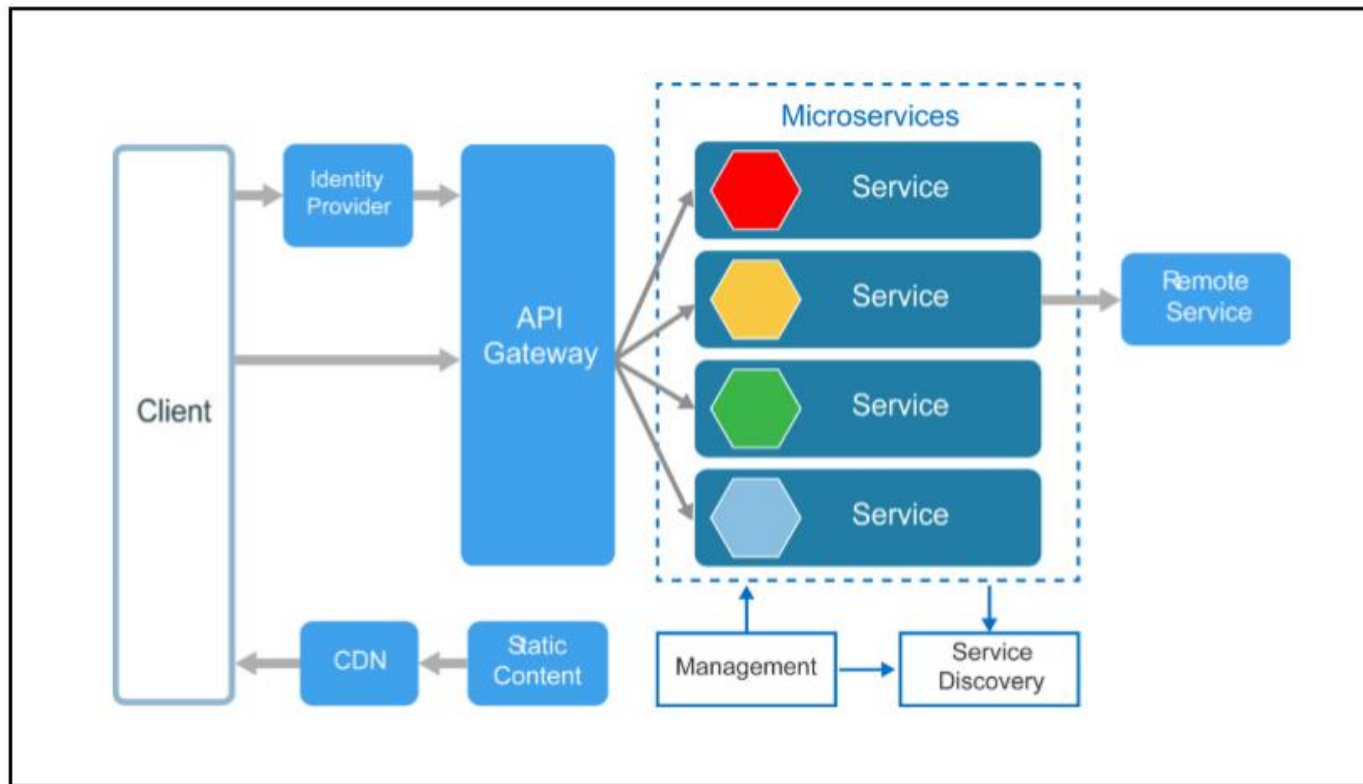 Microservices
Identity
Provider
Service
Service
Remote
Service
API
Gateway
Client
Service
Service
CDN
Static
Content
Management
Service
Discovery